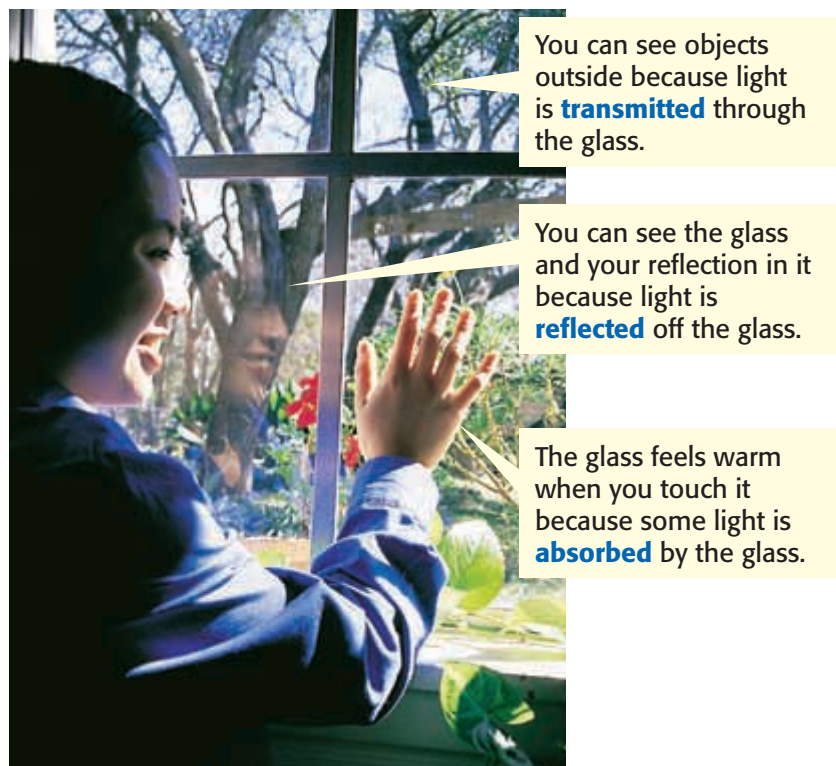 You can see objects
outside because light
is transmitted through
the glass.
You can see the glass
and your reflection in it
because light is
reflected off the glass.
The glass feels warm
when you touch it
because some light is
absorbed by the glass.